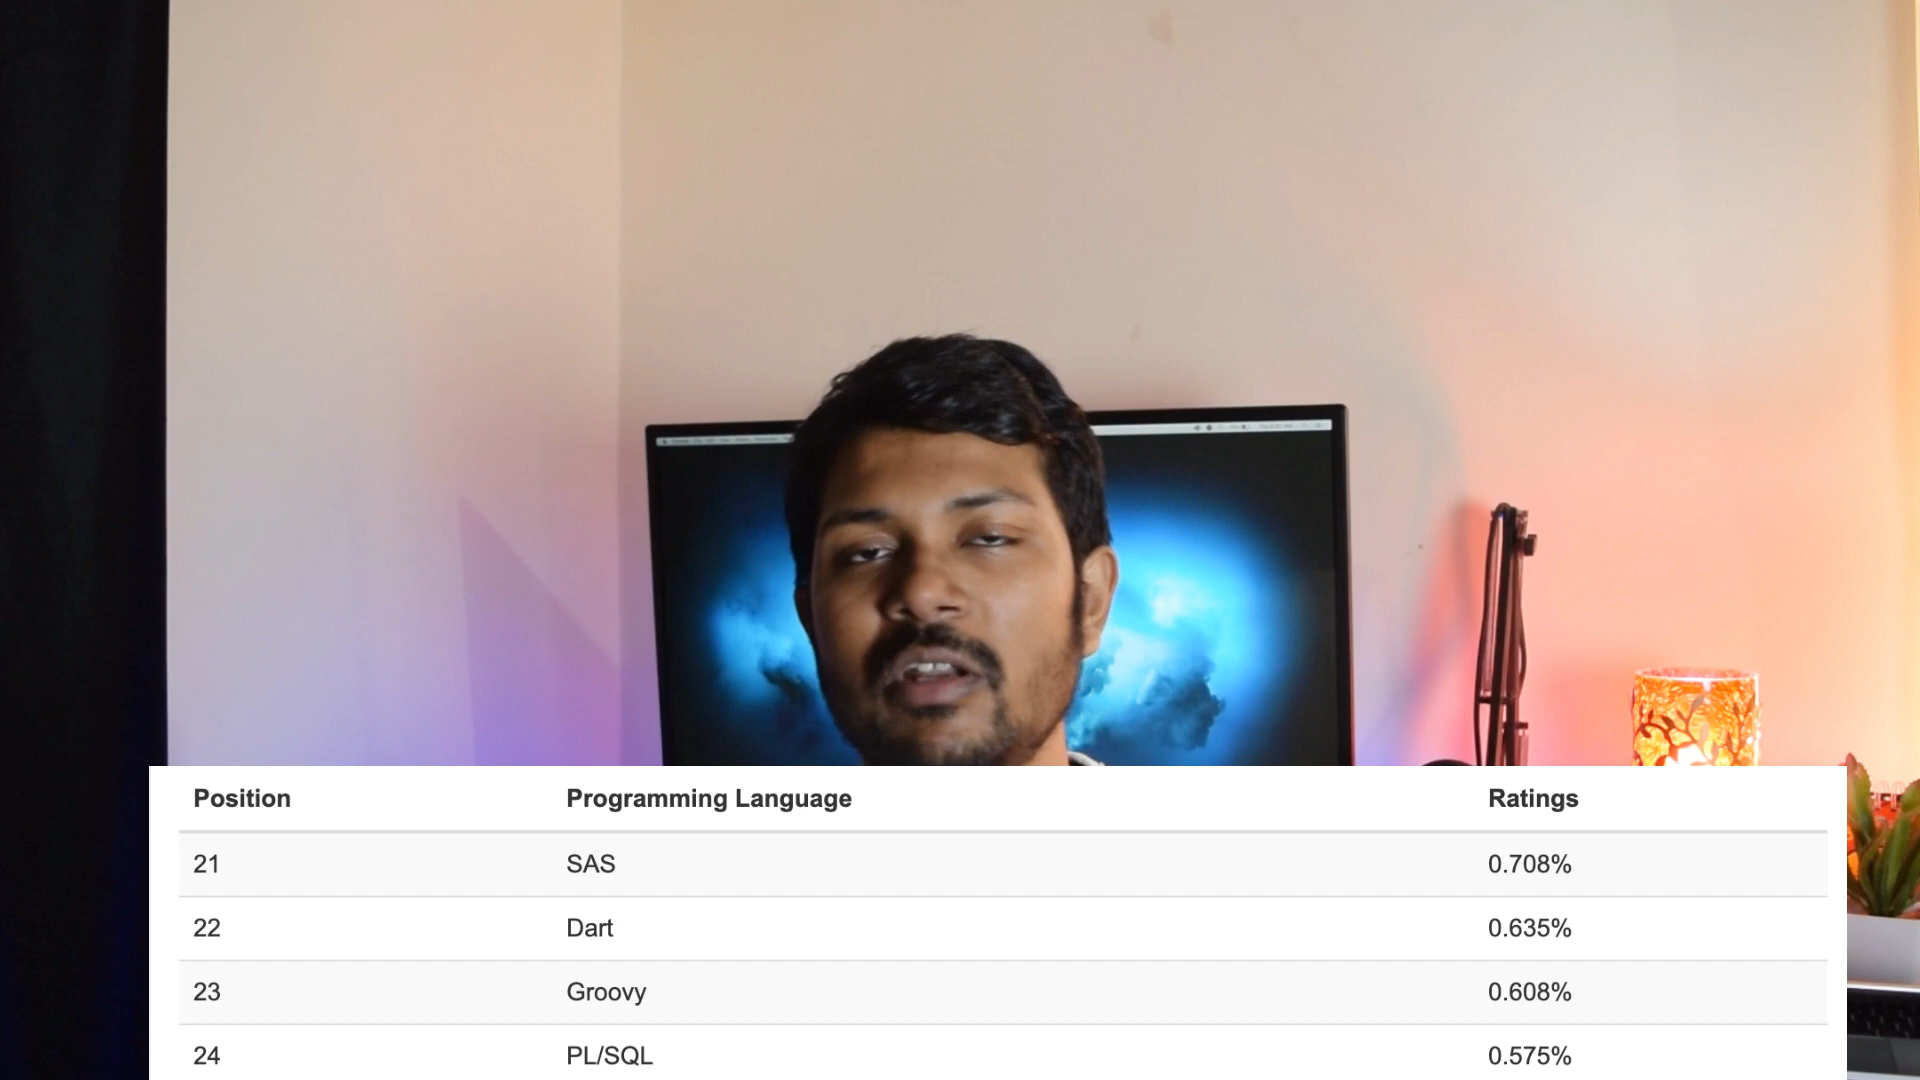 Position Programming Language Ratings
21 SAS 0.708%
22 Dart 0.635%
23 Groovy 0.608%
24 PL/SQL 0.575%